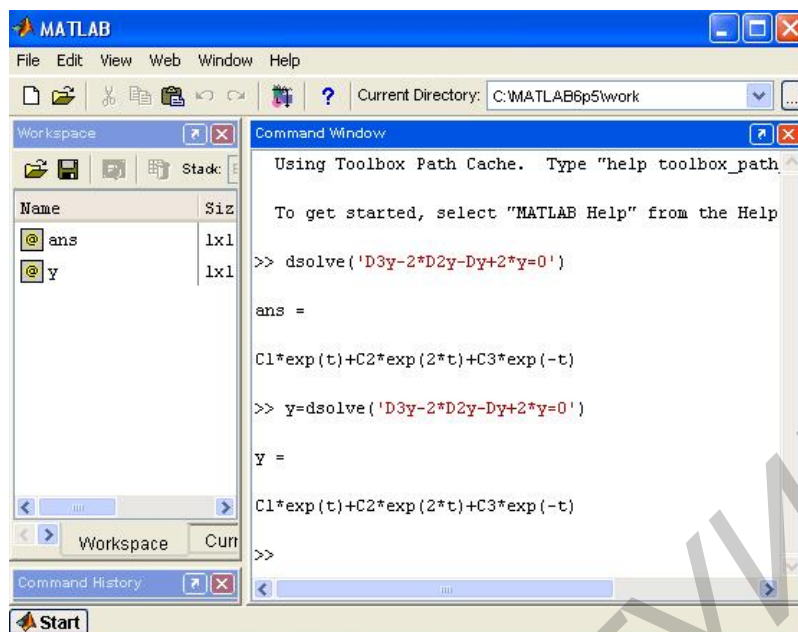 MATLAB
File Edit View Web Window Help
? Current Directory: C:\MATLAB6p5\work ...
Workspace
Stack:
Name Siz
ans 1x1
y 1x1
Workspace Curr
Command History
Command Window
Using Toolbox Path Cache. Type "help toolbox_path
To get started, select "MATLAB Help" from the Help
>> dsolve('D3y-2*D2y-Dy+2*y=0')
ans =
C1*exp(t)+C2*exp(2*t)+C3*exp(-t)
>> y=dsolve('D3y-2*D2y-Dy+2*y=0')
y =
C1*exp(t)+C2*exp(2*t)+C3*exp(-t)
>>
Start